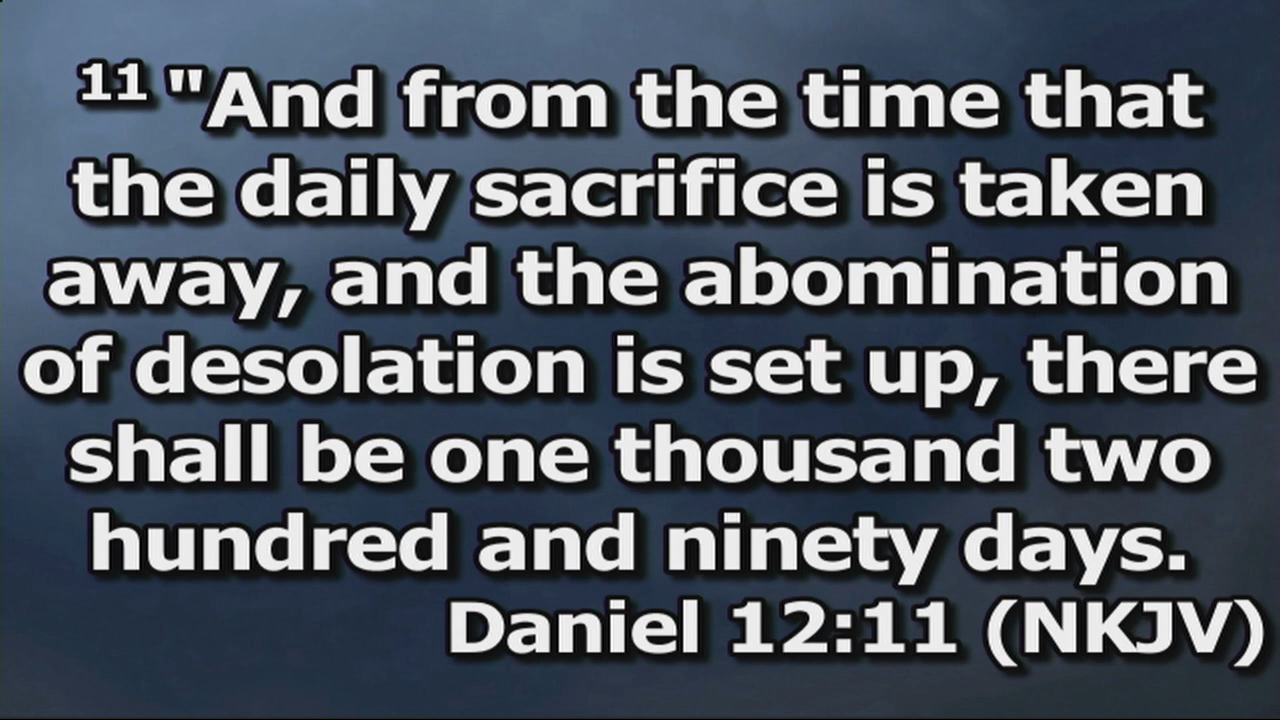 11 "And from the time that
the daily sacrifice is taken
away, and the abomination
of desolation is set up, there
shall be one thousand two
hundred and ninety days.
Daniel 12:11 (NKJV)